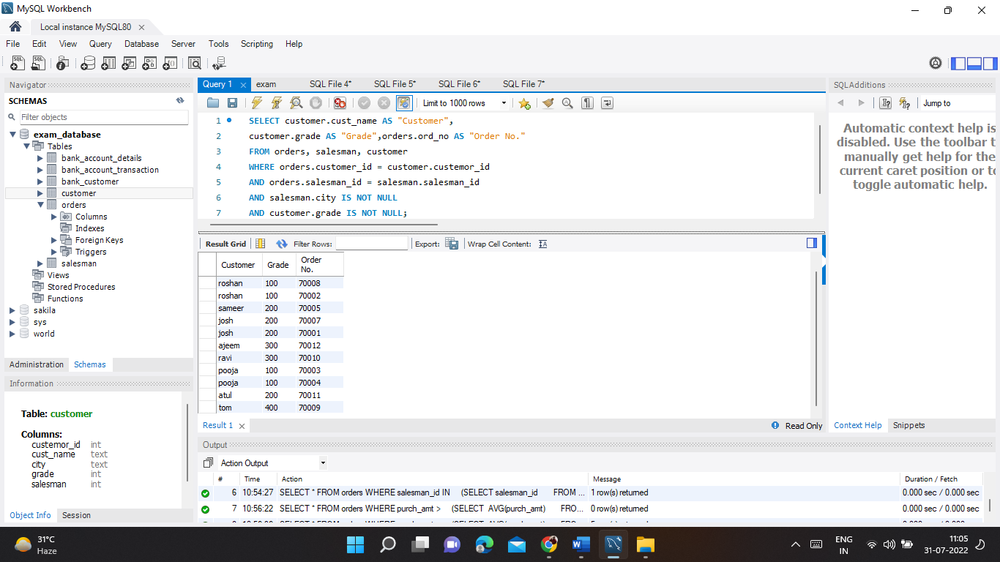 MySQL Workbench
Local instance MySQL80
File Edit View Query Database Server Tools Scripting Help
Navigator
SCHEMAS
Filter objects
exam_database
Tables
bank_account_details
bank_account_transaction
bank_customer
customer
orders
Columns
Indexes
Foreign Keys
Triggers
salesman
Views
Stored Procedures
Functions
sakila
sys
world
Administration Schemas
Information
Table: customer
Columns:
custemor_id int
cust_name text
city text
grade int
salesman int
Object Info Session
Query 1 exam SQL File 4* SQL File 5* SQL File 6* SQL File 7*
Limit to 1000 rows
1 SELECT customer.cust_name AS "Customer",
2 customer.grade AS "Grade",orders.ord_no AS "Order No."
3 FROM orders, salesman, customer
4 WHERE orders.customer_id = customer.custemor_id
5 AND orders.salesman_id = salesman.salesman_id
6 AND salesman.city IS NOT NULL
7 AND customer.grade IS NOT NULL;
Result Grid Filter Rows: Export: Wrap Cell Content:
Customer Grade Order No.
roshan 100 70008
roshan 100 70002
sameer 200 70005
josh 200 70007
josh 200 70001
ajeem 300 70012
ravi 300 70010
pooja 100 70003
pooja 100 70004
atul 200 70011
tom 400 70009
Result 1 Read Only
Output
Action Output
# Time Action Message Duration / Fetch
6 10:54:27 SELECT * FROM orders WHERE salesman_id IN (SELECT salesman_id FROM ... 1 row(s) returned 0.000 sec / 0.000 sec
7 10:56:22 SELECT * FROM orders WHERE purch_amt > (SELECT AVG(purch_amt) FRO... 0 row(s) returned 0.000 sec / 0.000 sec
SQLAdditions
Jump to
Automatic context help is
disabled. Use the toolbar t
manually get help for the
current caret position or to
toggle automatic help.
Context Help Snippets
31°C
Haze
ENG
IN
11:05
31-07-2022